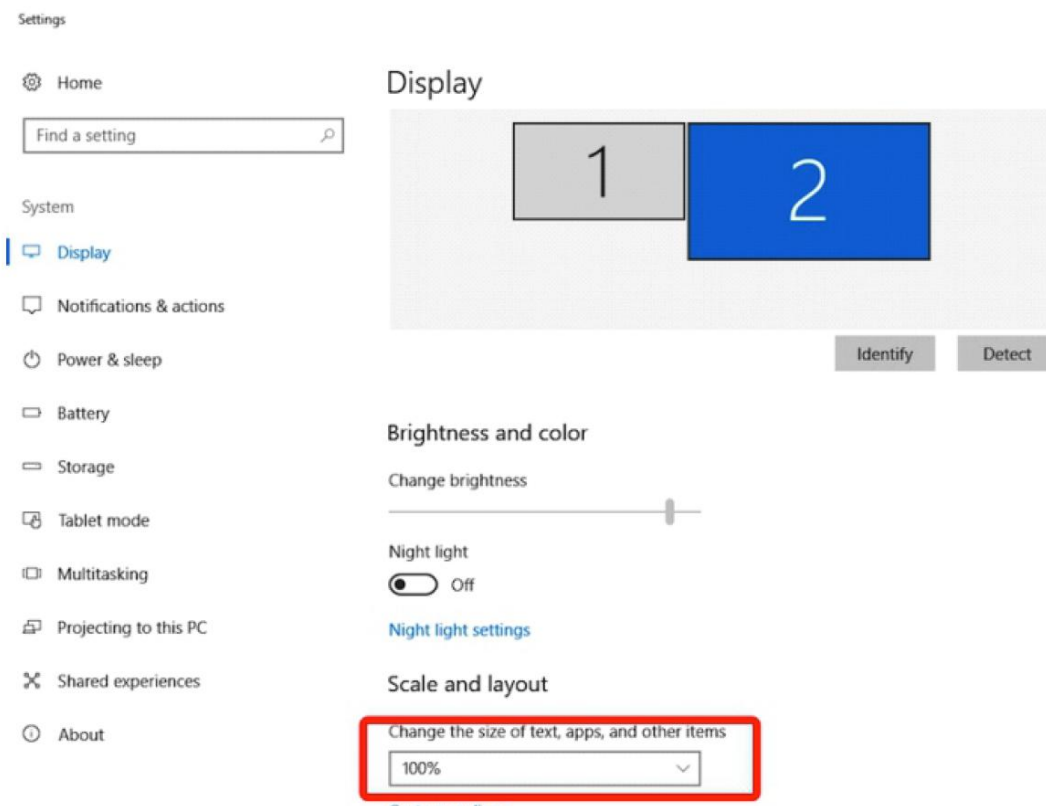 Settings
Home
Find a setting
System
Display
Notifications & actions
Power & sleep
Battery
Storage
Tablet mode
Multitasking
Projecting to this PC
Shared experiences
About
Display
1
2
Identify
Detect
Brightness and color
Change brightness
Night light
Off
Night light settings
Scale and layout
Change the size of text, apps, and other items
100%